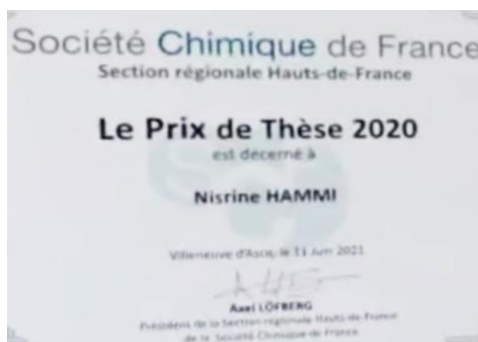 Société Chimique de France
Section régionale Hauts-de-France
Le Prix de Thèse 2020
est décerné à
Nisrine HAMMI
Villeneuve d'Ascq, le 11 Juin 2021
Axel LÖFBERG
Président de la Section régionale Hauts-de-France
de la Société Chimique de France